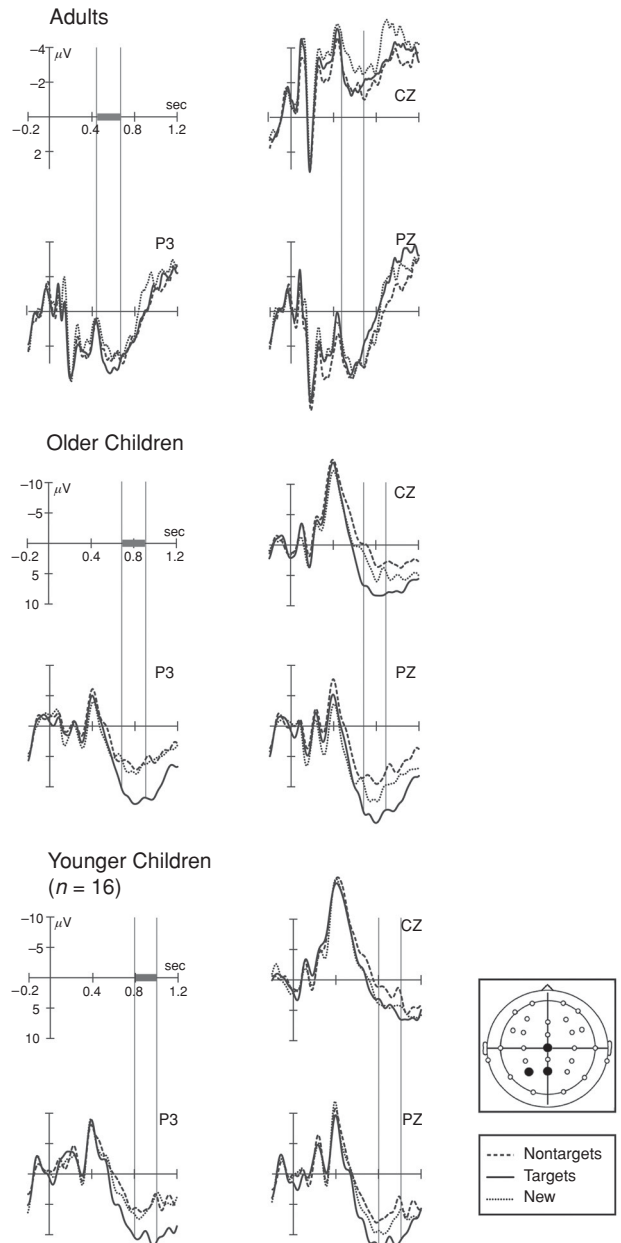 Adults
−4
μV
−2
sec
−0.2
0.4
0.8
1.2
2
CZ
P3
PZ
Older Children
−10
μV
−5
sec
−0.2
0.4
0.8
1.2
5
10
CZ
P3
PZ
Younger Children
(n = 16)
−10
μV
−5
sec
−0.2
0.4
0.8
1.2
5
10
CZ
P3
PZ
Nontargets
Targets
New